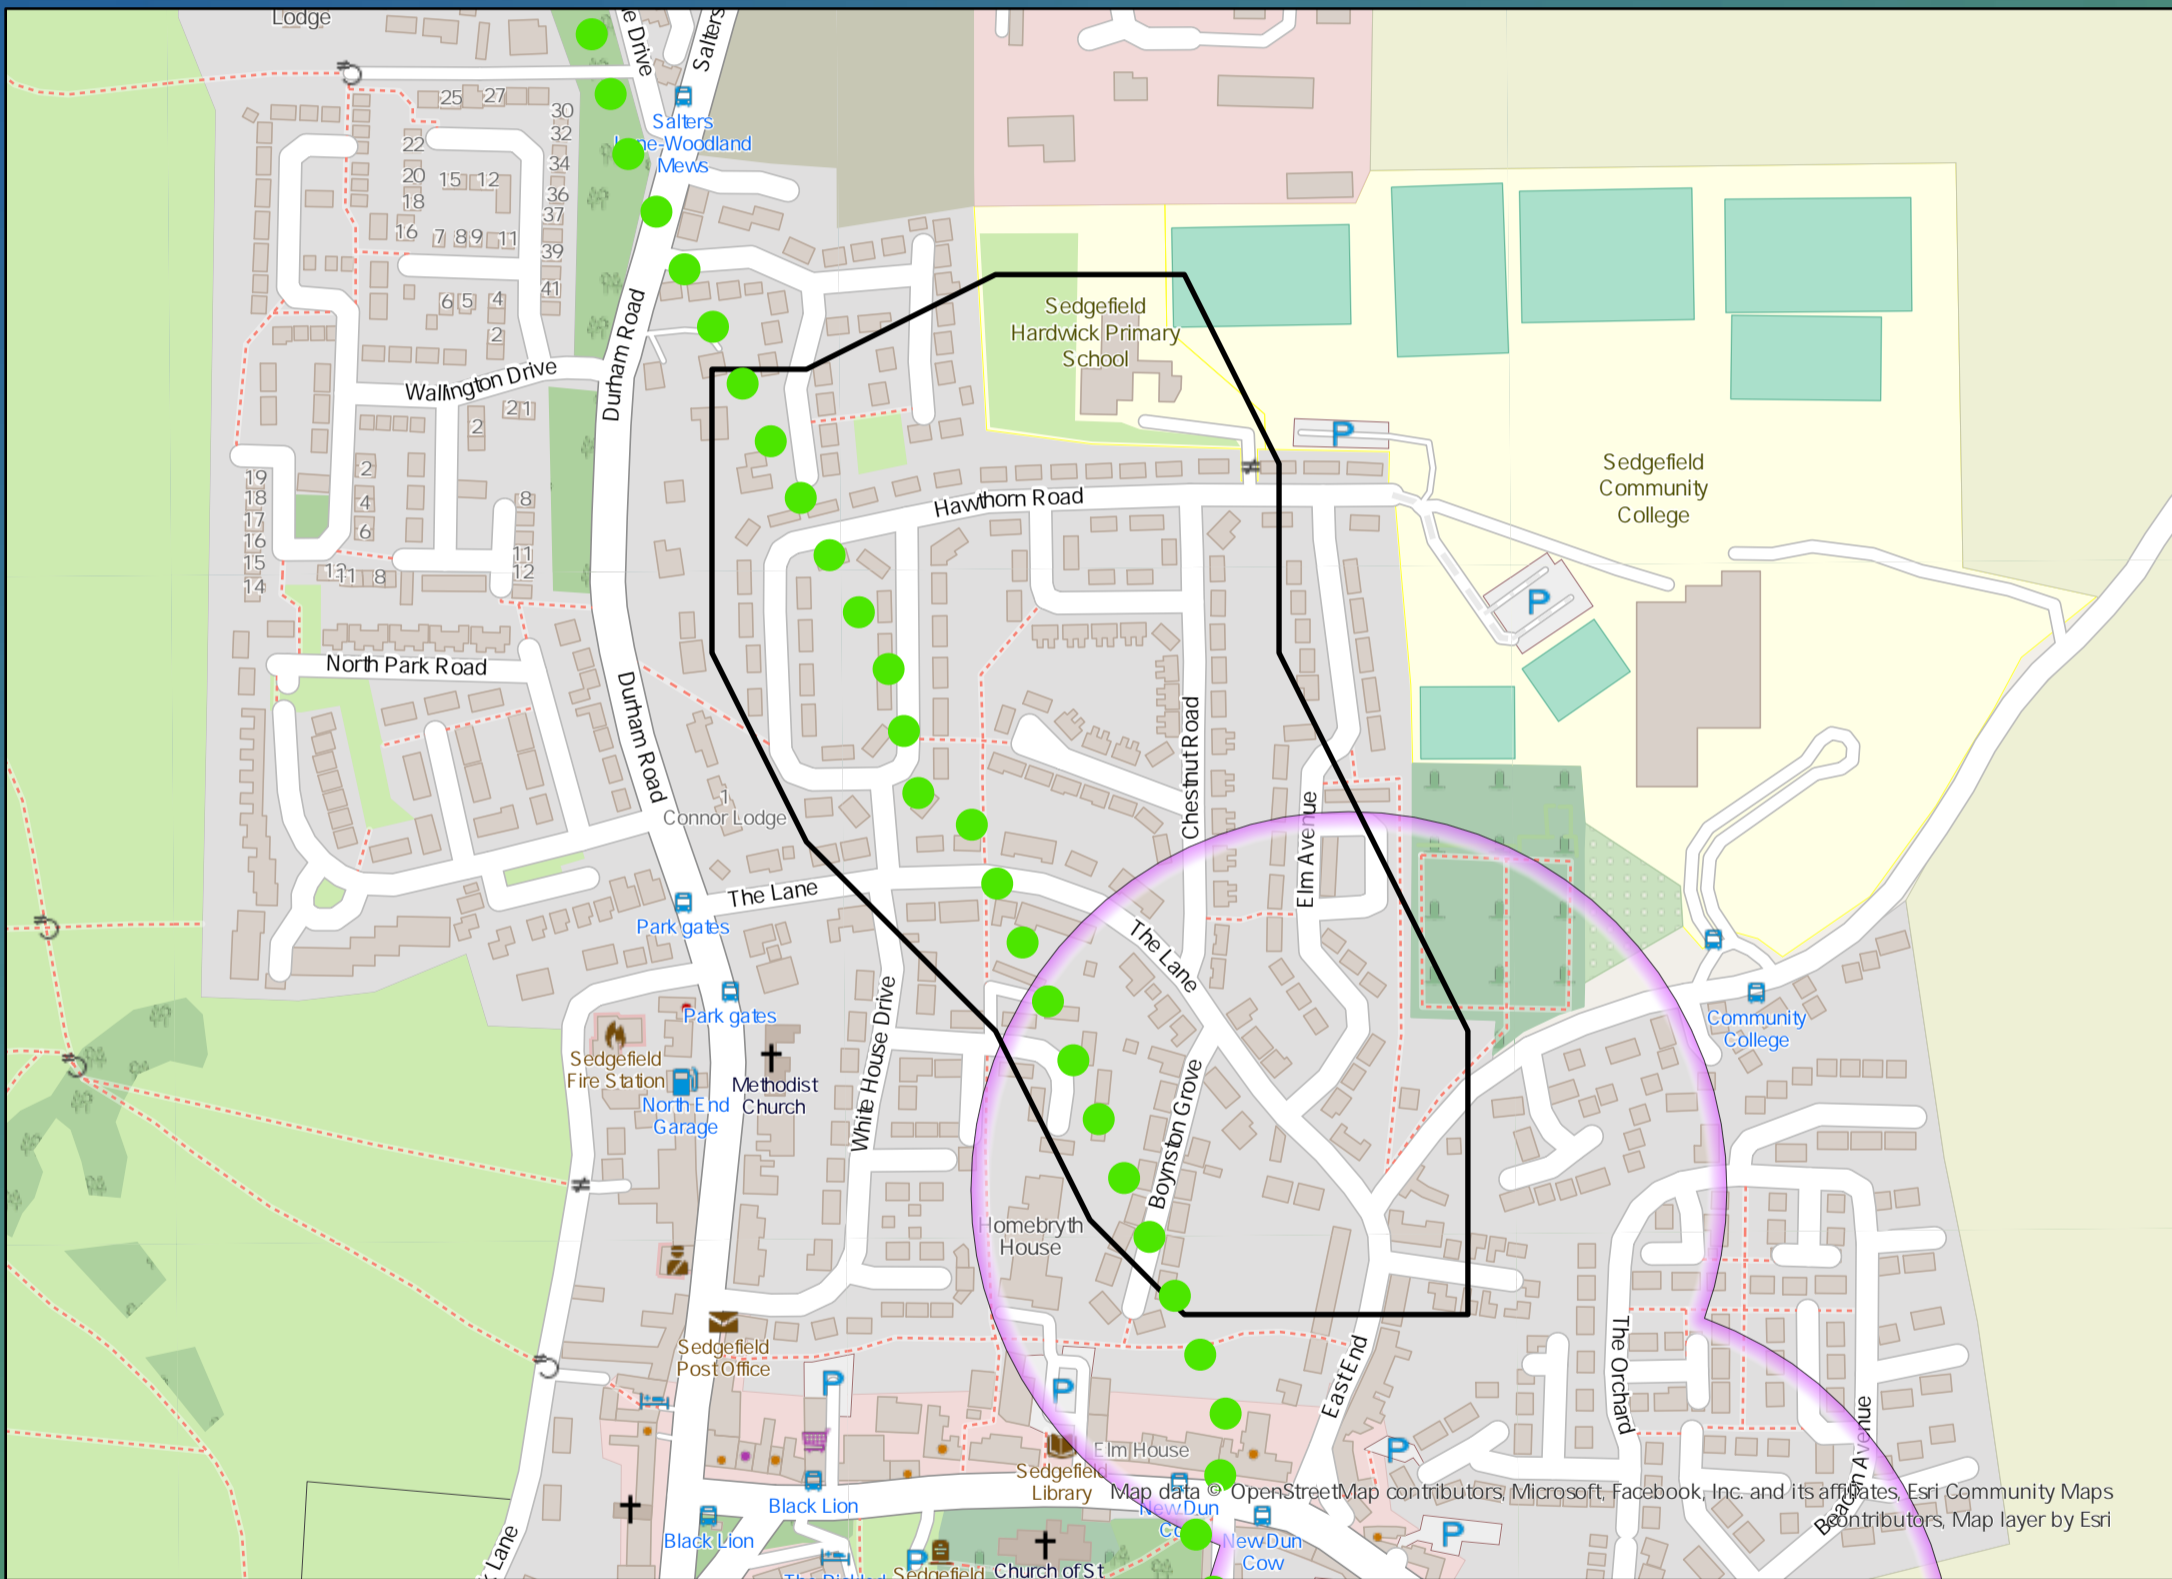 Lodge
Salters
Salters
Lane-Woodland
Mews
25
27
30
32
34
36
37
39
41
22
20
18
16
15
12
7
8
9
11
6
5
4
2
Wallington Drive
Durham Road
21
2
2
4
6
8
11
12
19
18
17
16
15
14
11
8
Sedgefield
Hardwick Primary
School
P
Hawthorn Road
Sedgefield
Community
College
P
North Park Road
Durham Road
1
Connor Lodge
Chestnut Road
Elm Avenue
The Lane
Park gates
The Lane
Park gates
Community
College
Sedgefield
Fire Station
Methodist
Church
North End
Garage
White House Drive
Boynston Grove
Homebryth
House
Sedgefield
Post Office
P
P
East End
The Orchard
Beacon Avenue
P
Elm House
Sedgefield
Library
Map data © OpenStreetMap contributors, Microsoft, Facebook, Inc. and its affiliates, Esri Community Maps
contributors, Map layer by Esri
Black Lion
Black Lion
New Dun
New Dun
Cow
P
P
Lane
Sedgefield
Church of St